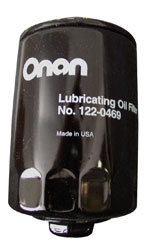 Onan
Lubricating Oil Filter
No. 122-0469
Made in USA